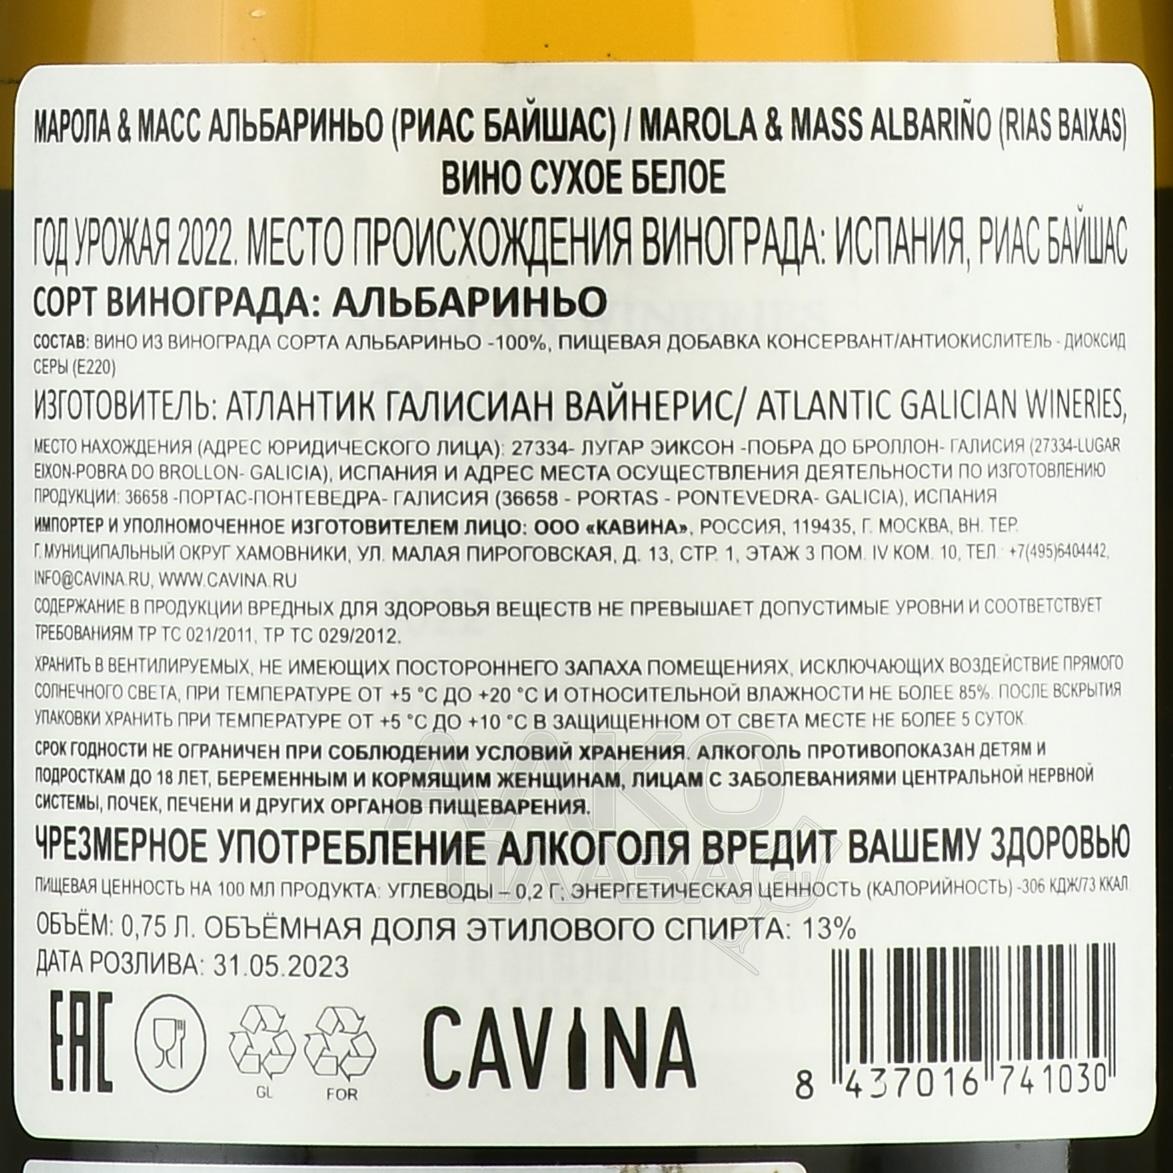 МАРОЛА & МАСС АЛЬБАРИНЬО (РИАС БАЙШАС) / MAROLA & MASS ALBARIÑO (RIAS BAIXAS)
ВИНО СУХОЕ БЕЛОЕ
ГОД УРОЖАЯ 2022. МЕСТО ПРОИСХОЖДЕНИЯ ВИНОГРАДА: ИСПАНИЯ, РИАС БАЙШАС
СОРТ ВИНОГРАДА: АЛЬБАРИНЬО
СОСТАВ: ВИНО ИЗ ВИНОГРАДА СОРТА АЛЬБАРИНЬО -100%, ПИЩЕВАЯ ДОБАВКА КОНСЕРВАНТ/АНТИОКИСЛИТЕЛЬ - ДИОКСИД
СЕРЫ (Е220)
ИЗГОТОВИТЕЛЬ: АТЛАНТИК ГАЛИСИАН ВАЙНЕРИС/ ATLANTIC GALICIAN WINERIES,
МЕСТО НАХОЖДЕНИЯ (АДРЕС ЮРИДИЧЕСКОГО ЛИЦА): 27334- ЛУГАР ЭИКСОН -ПОБРА ДО БРОЛЛОН- ГАЛИСИЯ (27334-LUGAR
EIXON-POBRA DO BROLLON- GALICIA), ИСПАНИЯ И АДРЕС МЕСТА ОСУЩЕСТВЛЕНИЯ ДЕЯТЕЛЬНОСТИ ПО ИЗГОТОВЛЕНИЮ
ПРОДУКЦИИ: 36658 -ПОРТАС-ПОНТЕВЕДРА- ГАЛИСИЯ (36658 - PORTAS - PONTEVEDRA- GALICIA), ИСПАНИЯ
ИМПОРТЕР И УПОЛНОМОЧЕННОЕ ИЗГОТОВИТЕЛЕМ ЛИЦО: ООО «КАВИНА», РОССИЯ, 119435, Г. МОСКВА, ВН. ТЕР.
Г. МУНИЦИПАЛЬНЫЙ ОКРУГ ХАМОВНИКИ, УЛ. МАЛАЯ ПИРОГОВСКАЯ, Д. 13, СТР. 1, ЭТАЖ 3 ПОМ. IV КОМ. 10, ТЕЛ.: +7(495)6404442,
INFO@CAVINA.RU, WWW.CAVINA.RU
СОДЕРЖАНИЕ В ПРОДУКЦИИ ВРЕДНЫХ ДЛЯ ЗДОРОВЬЯ ВЕЩЕСТВ НЕ ПРЕВЫШАЕТ ДОПУСТИМЫЕ УРОВНИ И СООТВЕТСТВУЕТ
ТРЕБОВАНИЯМ ТР ТС 021/2011, ТР ТС 029/2012.
ХРАНИТЬ В ВЕНТИЛИРУЕМЫХ, НЕ ИМЕЮЩИХ ПОСТОРОННЕГО ЗАПАХА ПОМЕЩЕНИЯХ, ИСКЛЮЧАЮЩИХ ВОЗДЕЙСТВИЕ ПРЯМОГО
СОЛНЕЧНОГО СВЕТА, ПРИ ТЕМПЕРАТУРЕ ОТ +5 °С ДО +20 °С И ОТНОСИТЕЛЬНОЙ ВЛАЖНОСТИ НЕ БОЛЕЕ 85%. ПОСЛЕ ВСКРЫТИЯ
УПАКОВКИ ХРАНИТЬ ПРИ ТЕМПЕРАТУРЕ ОТ +5 °С ДО +10 °С В ЗАЩИЩЕННОМ ОТ СВЕТА МЕСТЕ НЕ БОЛЕЕ 5 СУТОК.
СРОК ГОДНОСТИ НЕ ОГРАНИЧЕН ПРИ СОБЛЮДЕНИИ УСЛОВИЙ ХРАНЕНИЯ. АЛКОГОЛЬ ПРОТИВОПОКАЗАН ДЕТЯМ И
ПОДРОСТКАМ ДО 18 ЛЕТ, БЕРЕМЕННЫМ И КОРМЯЩИМ ЖЕНЩИНАМ, ЛИЦАМ С ЗАБОЛЕВАНИЯМИ ЦЕНТРАЛЬНОЙ НЕРВНОЙ
СИСТЕМЫ, ПОЧЕК, ПЕЧЕНИ И ДРУГИХ ОРГАНОВ ПИЩЕВАРЕНИЯ.
ЧРЕЗМЕРНОЕ УПОТРЕБЛЕНИЕ АЛКОГОЛЯ ВРЕДИТ ВАШЕМУ ЗДОРОВЬЮ
ПИЩЕВАЯ ЦЕННОСТЬ НА 100 МЛ ПРОДУКТА: УГЛЕВОДЫ – 0,2 Г; ЭНЕРГЕТИЧЕСКАЯ ЦЕННОСТЬ (КАЛОРИЙНОСТЬ) -306 КДЖ/73 ККАЛ
ОБЪЁМ: 0,75 Л. ОБЪЁМНАЯ ДОЛЯ ЭТИЛОВОГО СПИРТА: 13%
ДАТА РОЗЛИВА: 31.05.2023
EAC
GL
FOR
CAVINA
8 437016 741030
АЛКО
ПЛАВА